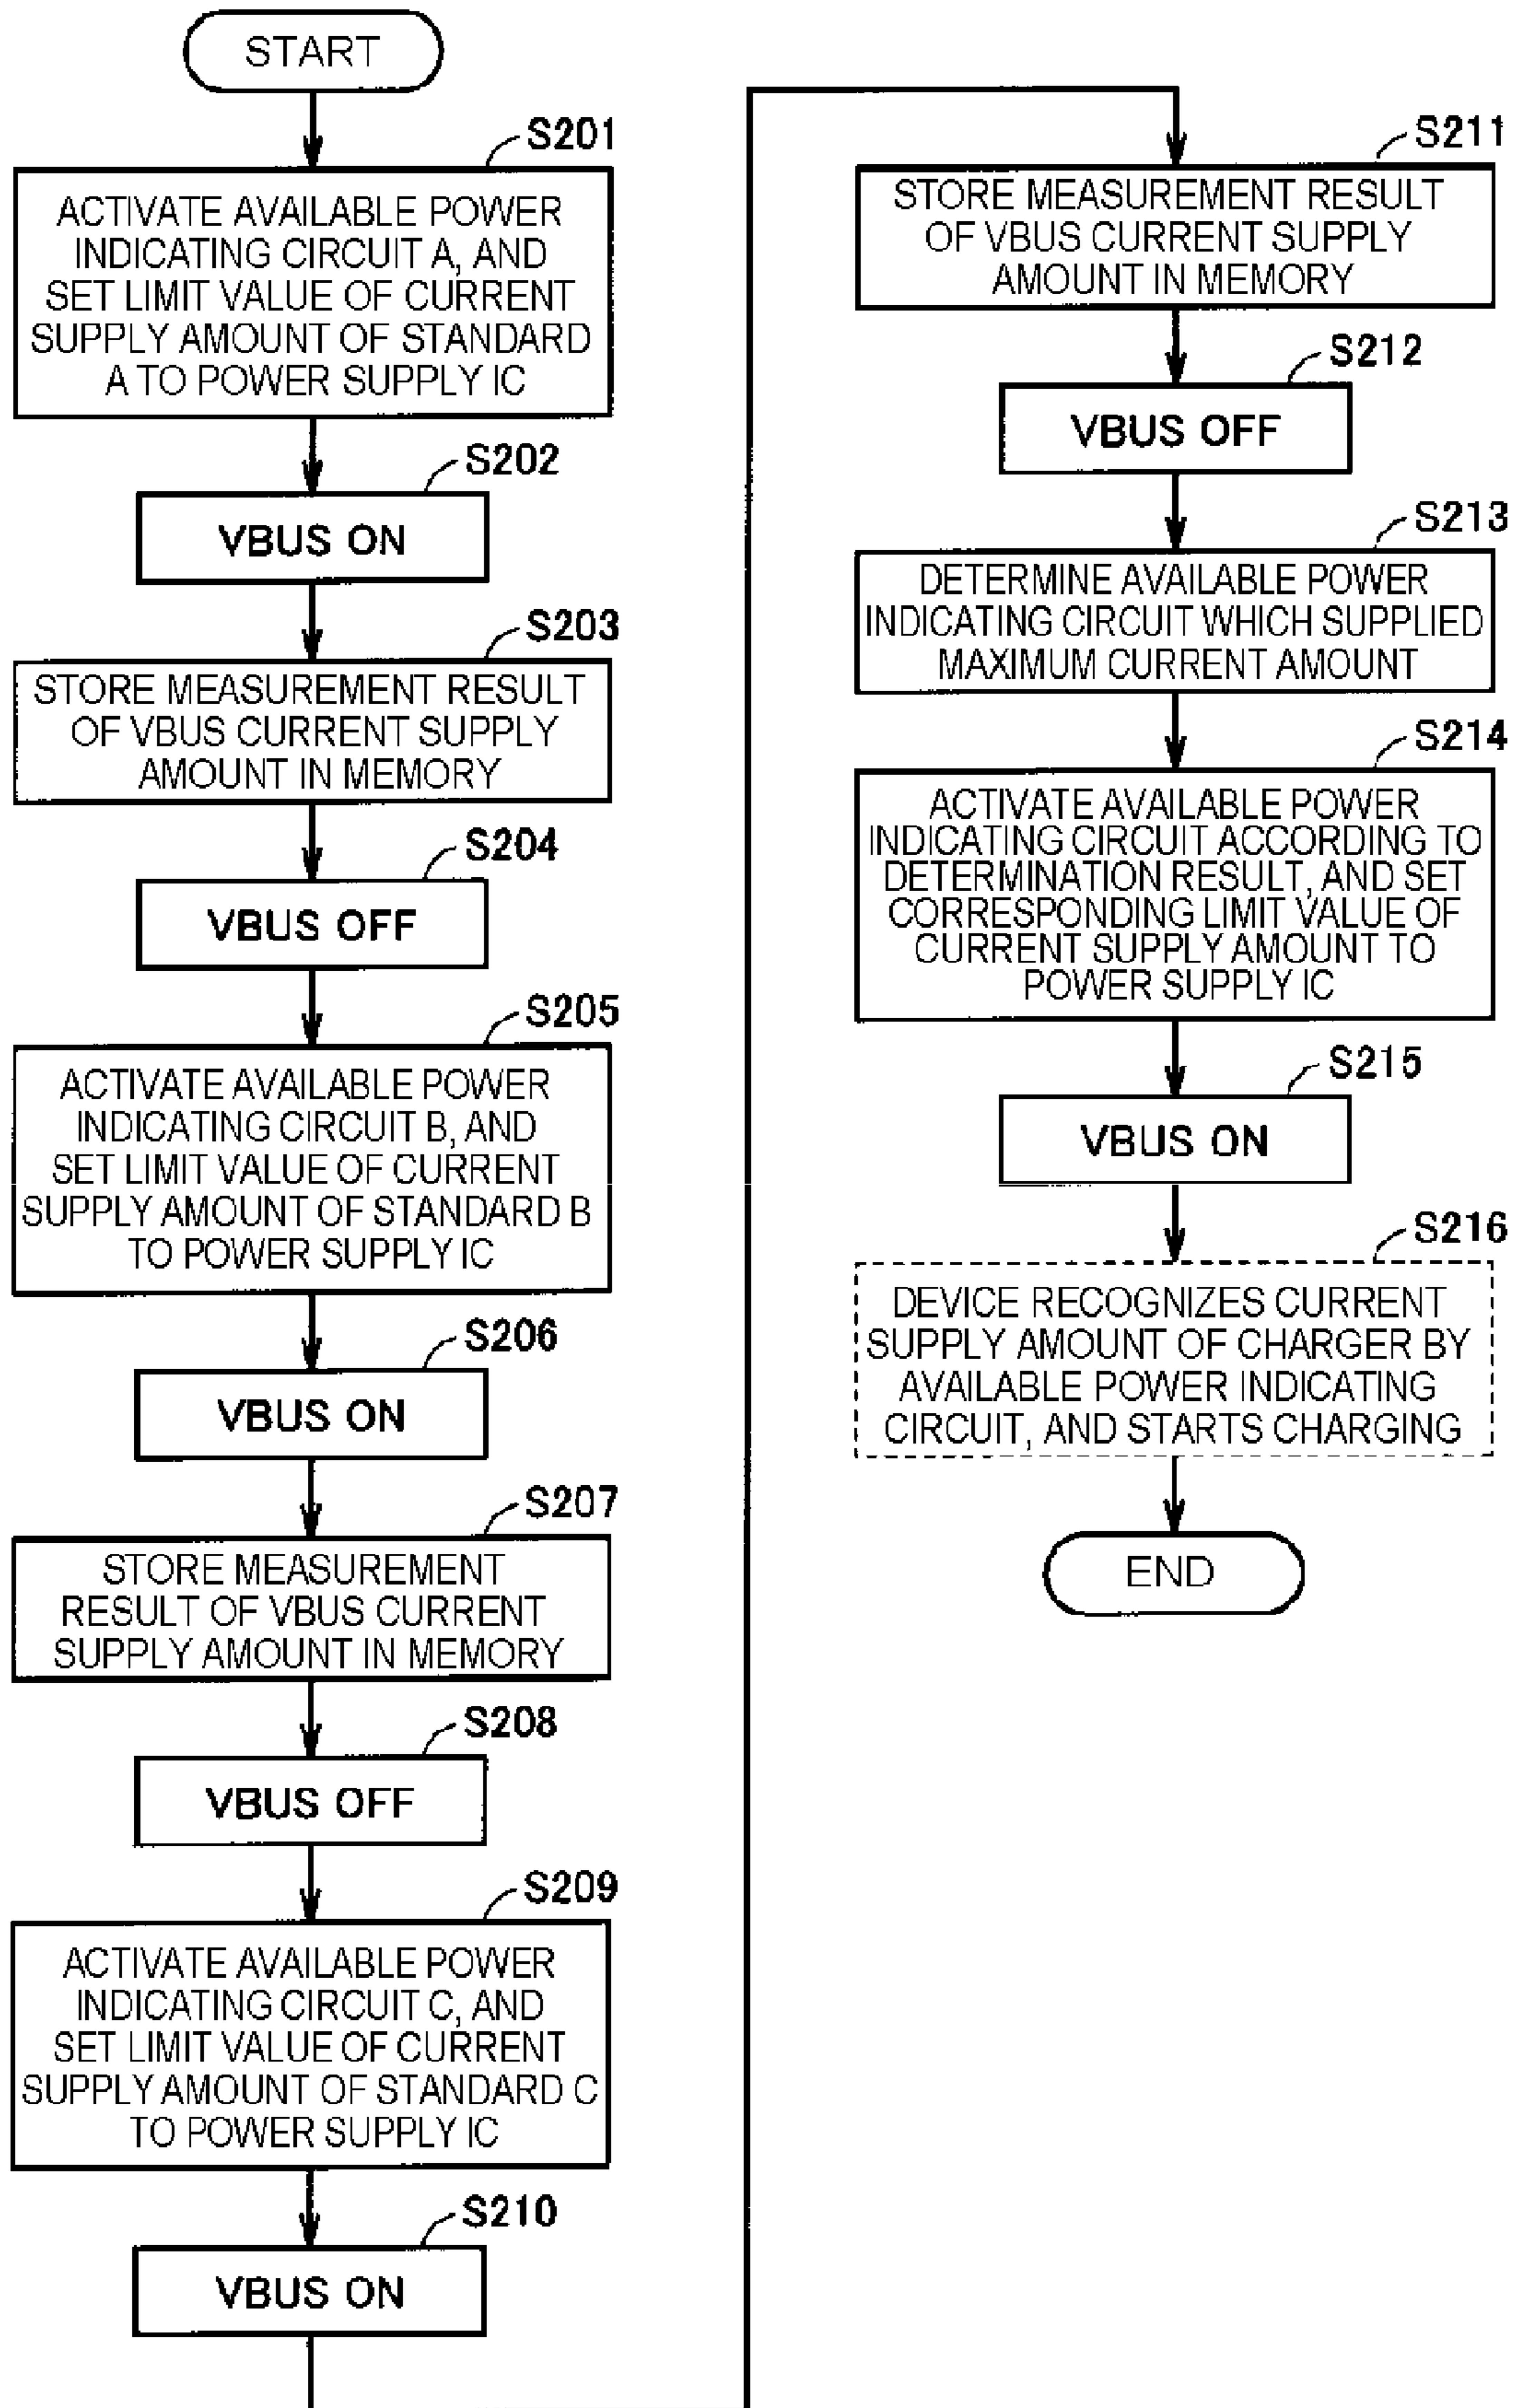 START
S201
ACTIVATE AVAILABLE POWER
INDICATING CIRCUIT A, AND
SET LIMIT VALUE OF CURRENT
SUPPLY AMOUNT OF STANDARD
A TO POWER SUPPLY IC
S202
VBUS ON
S203
STORE MEASUREMENT RESULT
OF VBUS CURRENT SUPPLY
AMOUNT IN MEMORY
S204
VBUS OFF
S205
ACTIVATE AVAILABLE POWER
INDICATING CIRCUIT B, AND
SET LIMIT VALUE OF CURRENT
SUPPLY AMOUNT OF STANDARD B
TO POWER SUPPLY IC
S206
VBUS ON
S207
STORE MEASUREMENT
RESULT OF VBUS CURRENT
SUPPLY AMOUNT IN MEMORY
S208
VBUS OFF
S209
ACTIVATE AVAILABLE POWER
INDICATING CIRCUIT C, AND
SET LIMIT VALUE OF CURRENT
SUPPLY AMOUNT OF STANDARD C
TO POWER SUPPLY IC
S210
VBUS ON
S211
STORE MEASUREMENT RESULT
OF VBUS CURRENT SUPPLY
AMOUNT IN MEMORY
S212
VBUS OFF
S213
DETERMINE AVAILABLE POWER
INDICATING CIRCUIT WHICH SUPPLIED
MAXIMUM CURRENT AMOUNT
S214
ACTIVATE AVAILABLE POWER
INDICATING CIRCUIT ACCORDING TO
DETERMINATION RESULT, AND SET
CORRESPONDING LIMIT VALUE OF
CURRENT SUPPLY AMOUNT TO
POWER SUPPLY IC
S215
VBUS ON
S216
DEVICE RECOGNIZES CURRENT
SUPPLY AMOUNT OF CHARGER BY
AVAILABLE POWER INDICATING
CIRCUIT, AND STARTS CHARGING
END